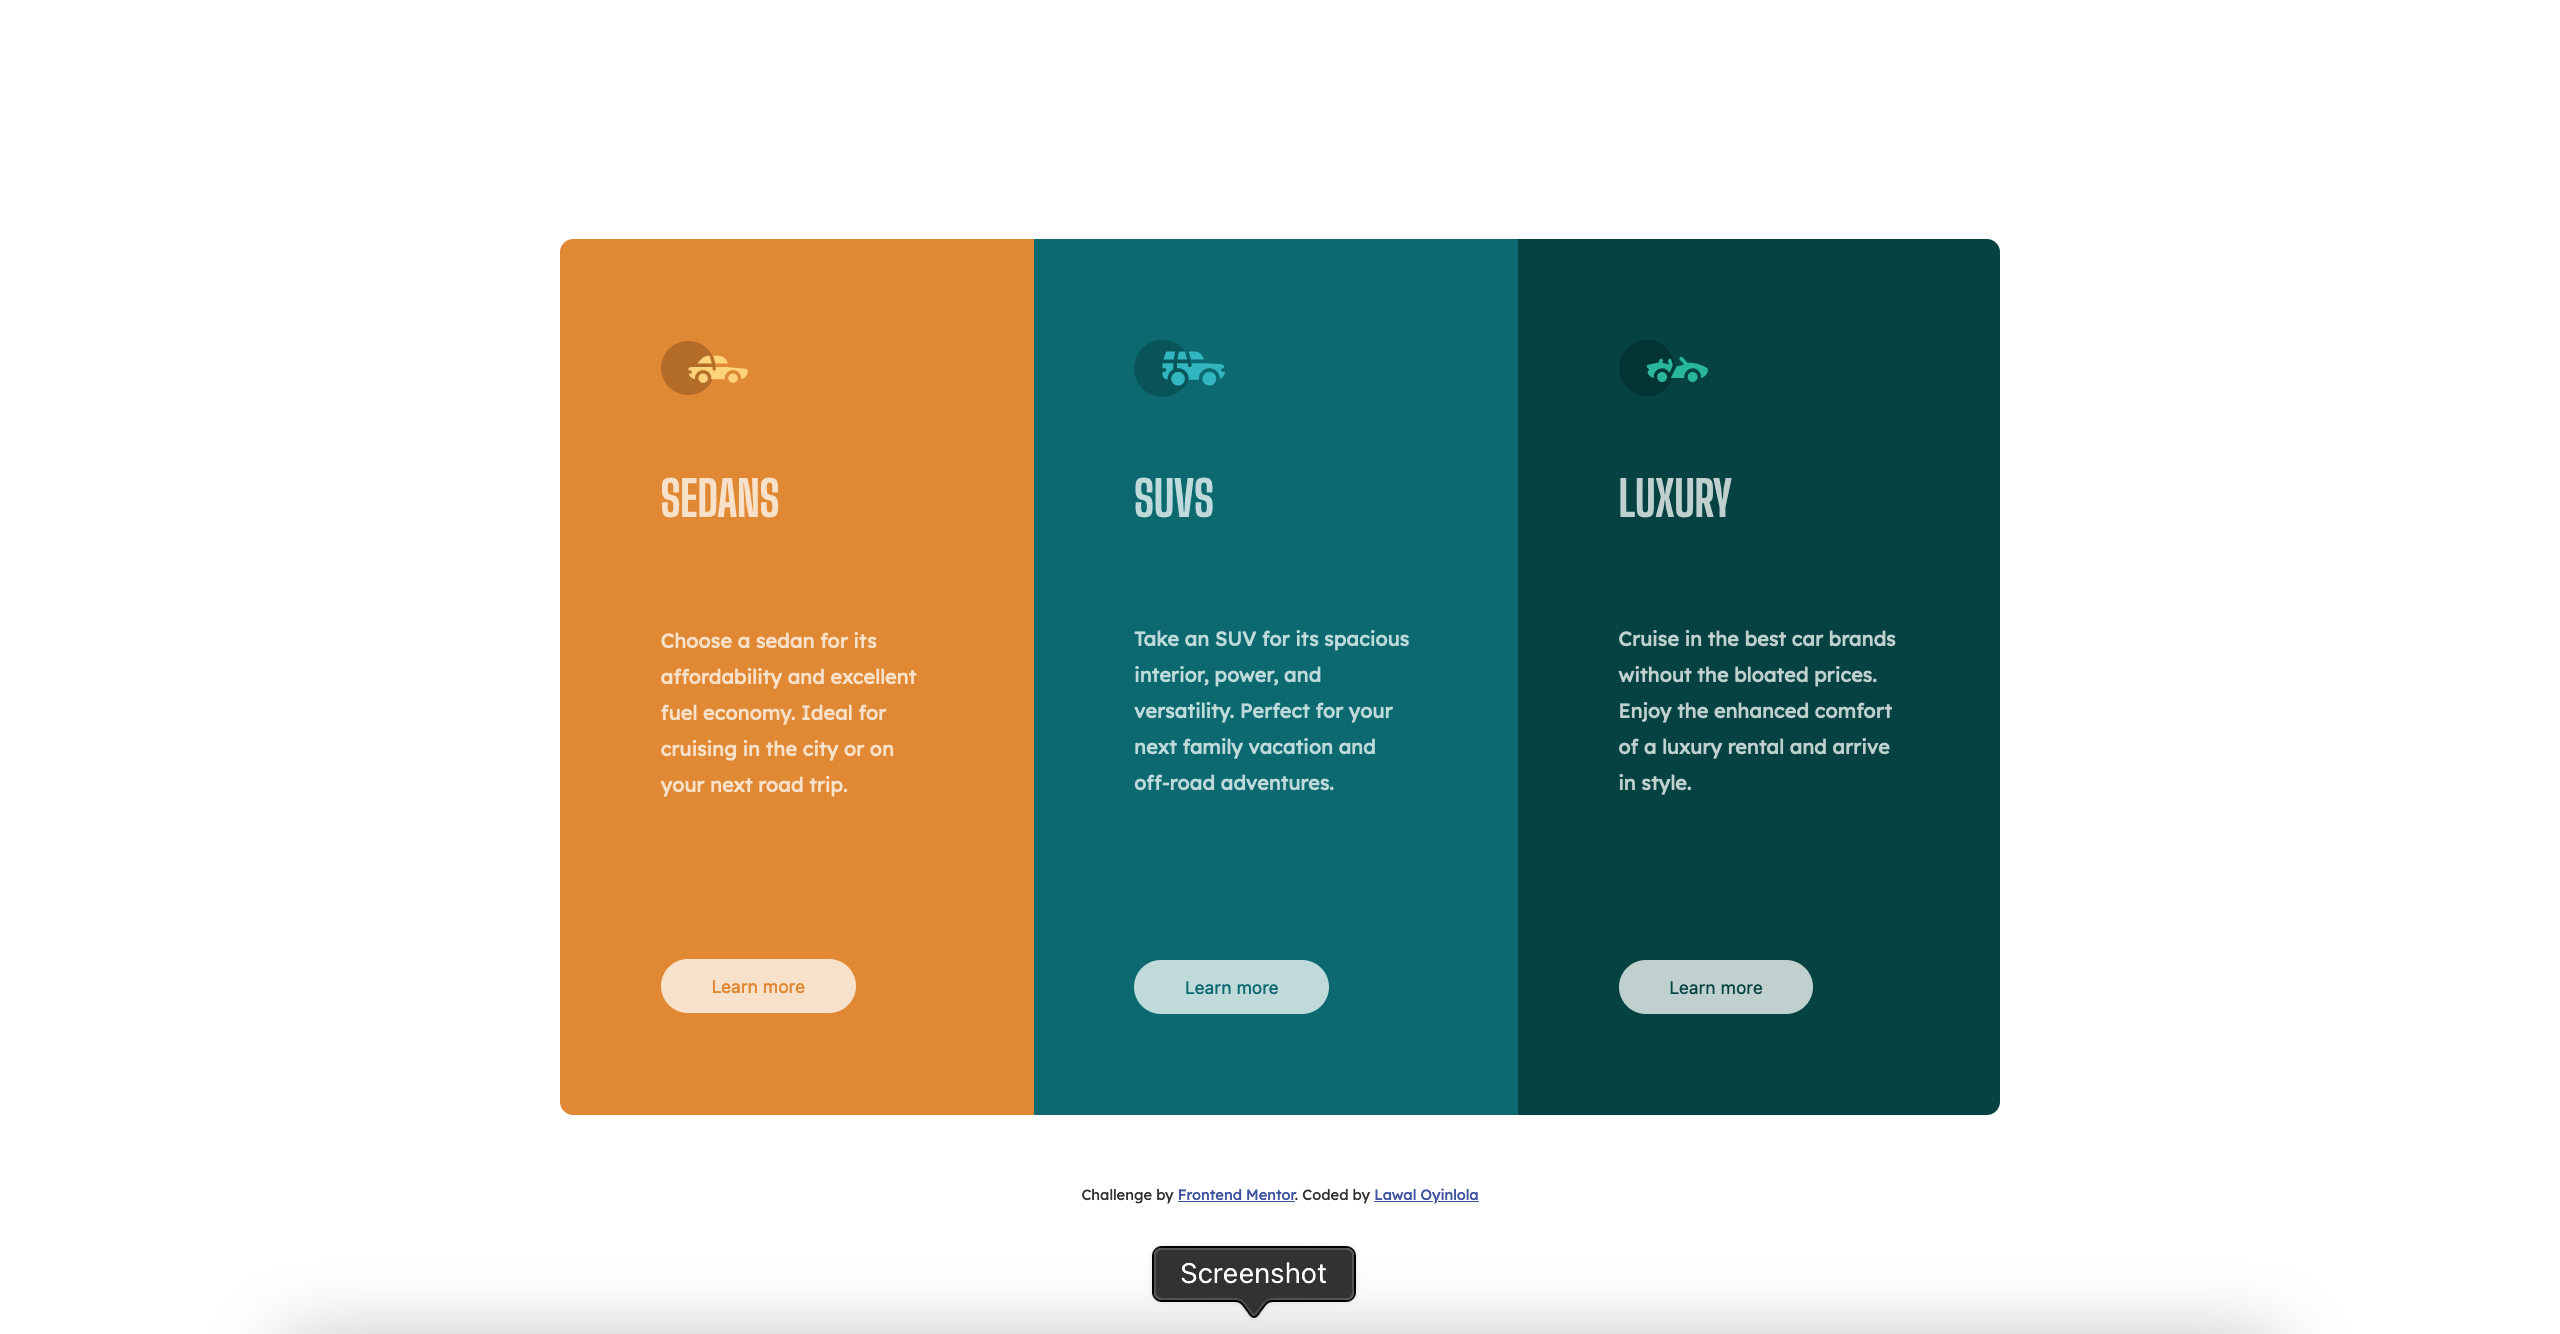 SEDANS
Choose a sedan for its
affordability and excellent
fuel economy. Ideal for
cruising in the city or on
your next road trip.
Learn more
SUVS
Take an SUV for its spacious
interior, power, and
versatility. Perfect for your
next family vacation and
off-road adventures.
Learn more
LUXURY
Cruise in the best car brands
without the bloated prices.
Enjoy the enhanced comfort
of a luxury rental and arrive
in style.
Learn more
Challenge by Frontend Mentor. Coded by Lawal Oyinlola
Screenshot